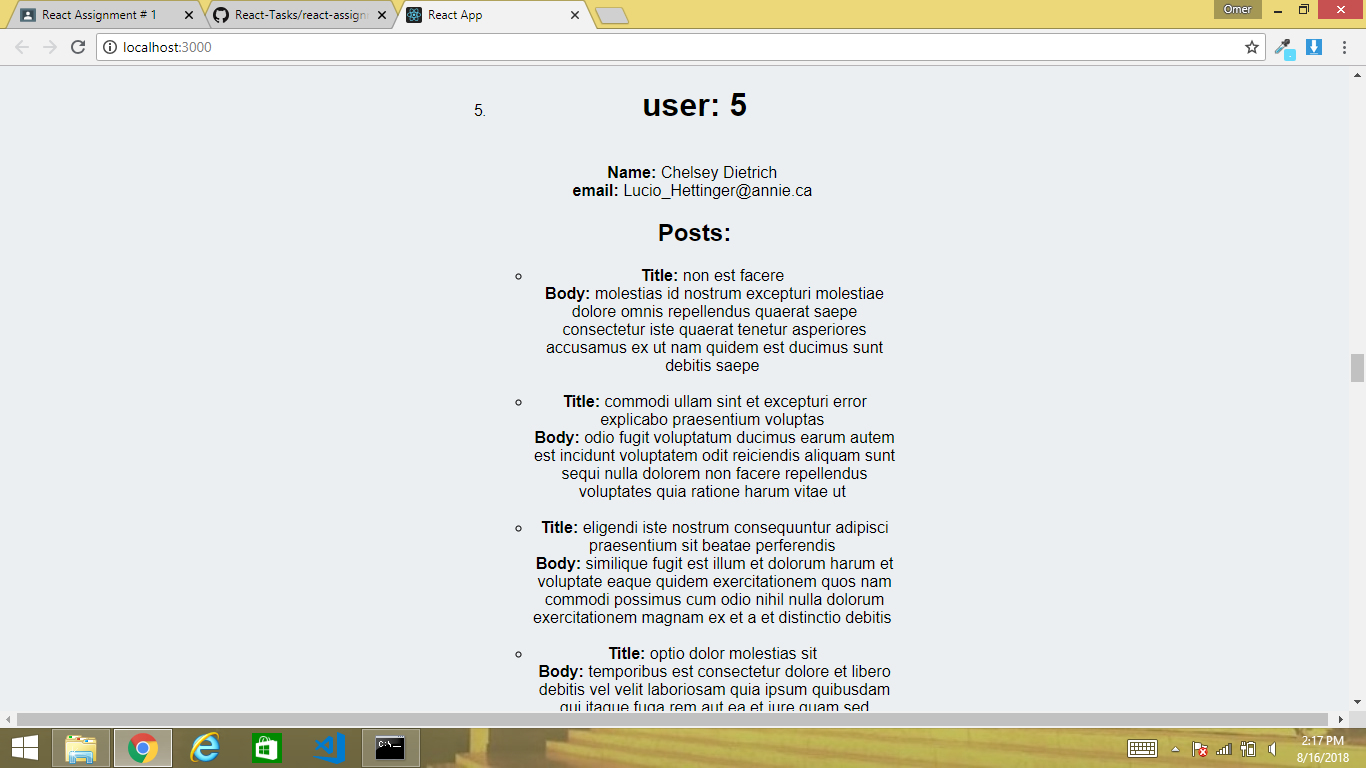 React Assignment # 1
React-Tasks/react-assign
React App
Omer
localhost:3000
5.
user: 5
Name: Chelsey Dietrich
email: Lucio_Hettinger@annie.ca
Posts:
Title: non est facere
Body: molestias id nostrum excepturi molestiae
dolore omnis repellendus quaerat saepe
consectetur iste quaerat tenetur asperiores
accusamus ex ut nam quidem est ducimus sunt
debitis saepe
Title: commodi ullam sint et excepturi error
explicabo praesentium voluptas
Body: odio fugit voluptatum ducimus earum autem
est incidunt voluptatem odit reiciendis aliquam sunt
sequi nulla dolorem non facere repellendus
voluptates quia ratione harum vitae ut
Title: eligendi iste nostrum consequuntur adipisci
praesentium sit beatae perferendis
Body: similique fugit est illum et dolorum harum et
voluptate eaque quidem exercitationem quos nam
commodi possimus cum odio nihil nulla dolorum
exercitationem magnam ex et a et distinctio debitis
Title: optio dolor molestias sit
Body: temporibus est consectetur dolore et libero
debitis vel velit laboriosam quia ipsum quibusdam
qui itaque fuga rem aut ea et iure quam sed
2:17 PM
8/16/2018